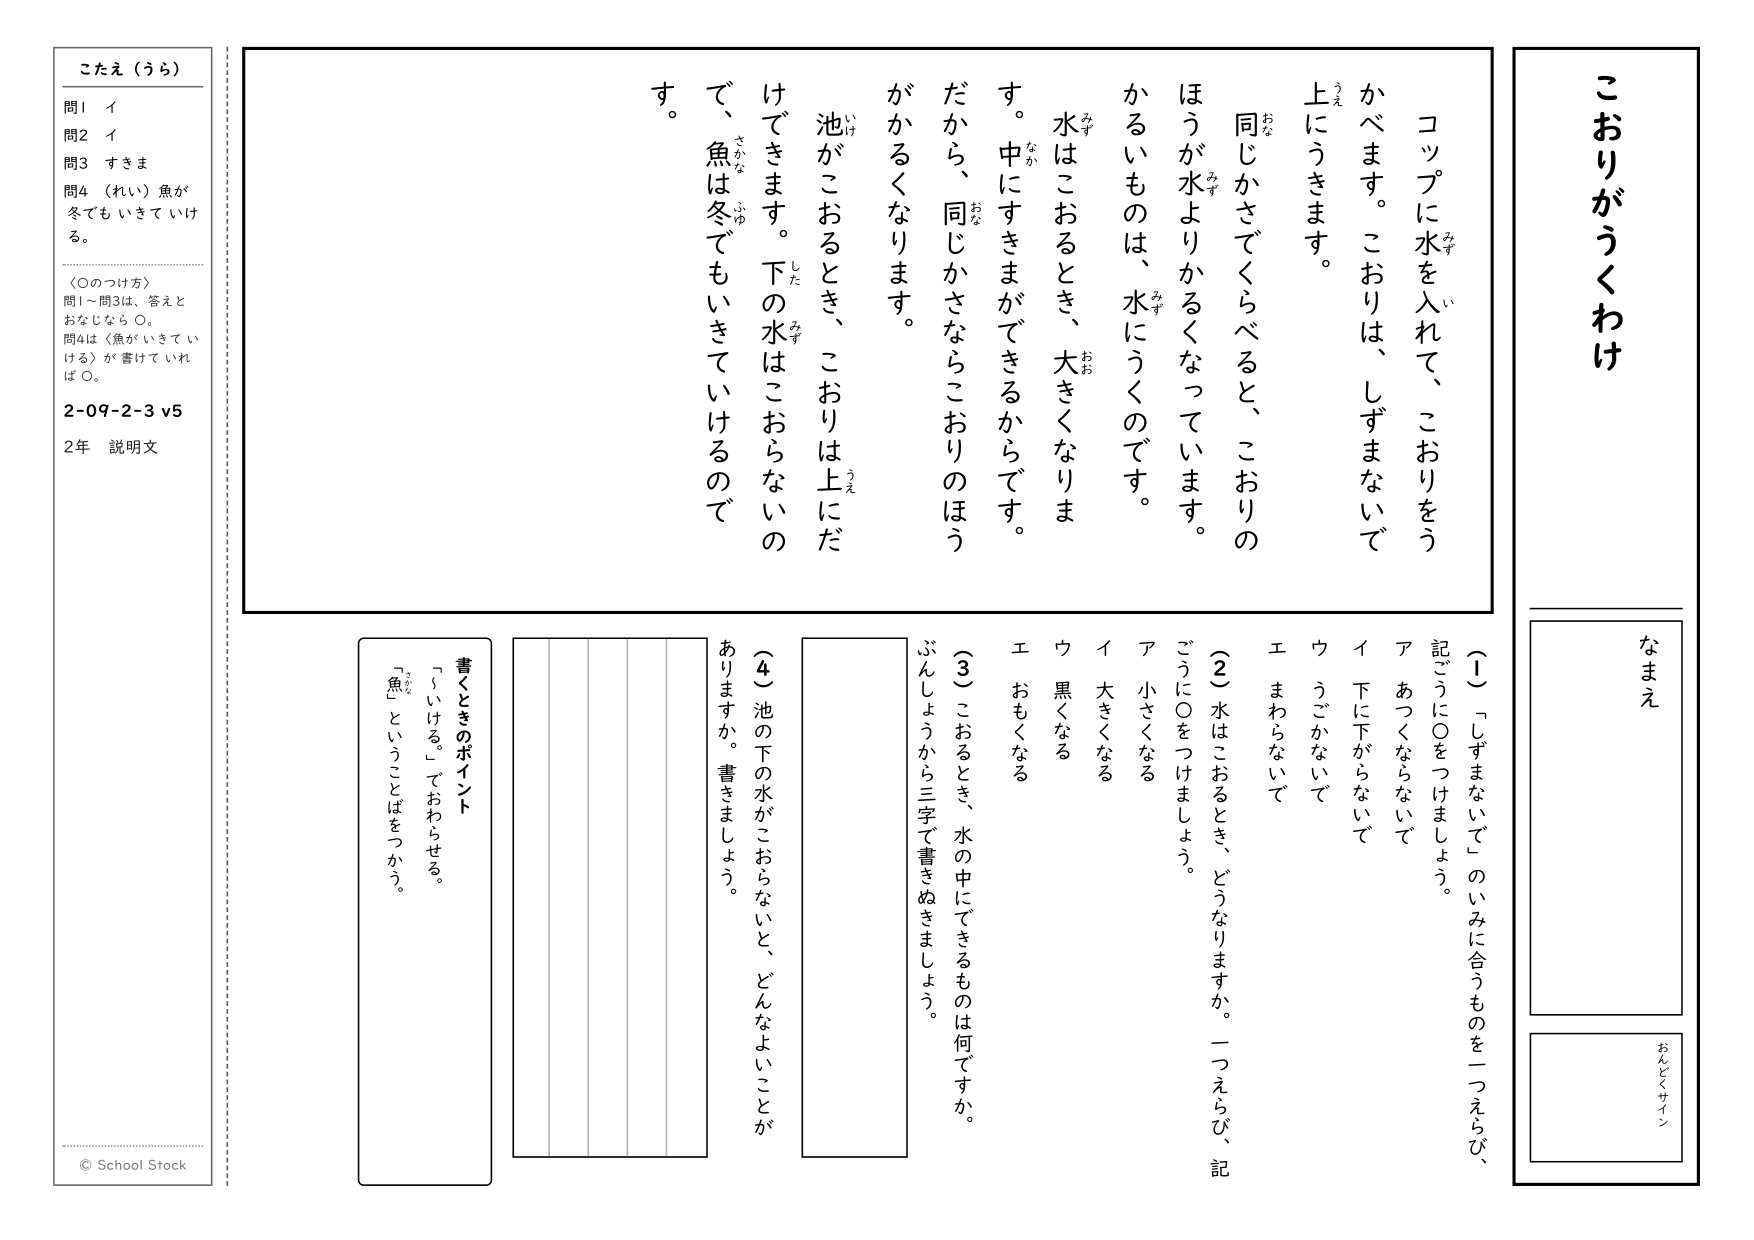 こおりがうくわけ
なまえ
おんどくサイン
コップに水を入れて、こおりをう
かべます。こおりは、しずまないで
上にうきます。
同じかさでくらべると、こおりの
ほうが水よりかるくなっています。
かるいものは、水にうくのです。
水はこおるとき、大きくなりま
す。中にすきまができるからです。
だから、同じかさならこおりのほう
がかるくなります。
池がこおるとき、こおりは上にだ
けできます。下の水はこおらないの
で、魚は冬でもいきていけるので
す。
(1)「しずまないで」のいみに合うものを一つえらび、
記ごうに〇をつけましょう。
ア あつくならないで
イ 下に下がらないで
ウ うごかないで
エ まわらないで
(2)水はこおるとき、どうなりますか。一つえらび、記
ごうに〇をつけましょう。
ア 小さくなる
イ 大きくなる
ウ 黒くなる
エ おもくなる
(3)こおるとき、水の中にできるものは何ですか。
ぶんしょうから三字で書きぬきましょう。
(4)池の下の水がこおらないと、どんなよいことが
ありますか。書きましょう。
書くときのポイント
「〜いける。」でおわらせる。
「魚」ということばをつかう。
こたえ（うら）
問1 イ
問2 イ
問3 すきま
問4 （れい）魚が
冬でも いきて いけ
る。
〈〇のつけ方〉
問1〜問3は、答えと
おなじなら 〇。
問4は〈魚が いきて い
ける〉が 書けて いれ
ば 〇。
2-09-2-3 v5
2年 説明文
© School Stock